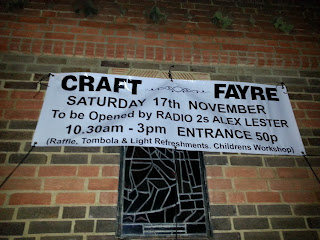 CRAFT FAYRE
SATURDAY 17th NOVEMBER
To be Opened by RADIO 2s ALEX LESTER
10.30am - 3pm ENTRANCE 50p
(Raffle, Tombola & Light Refreshments, Childrens Workshop)